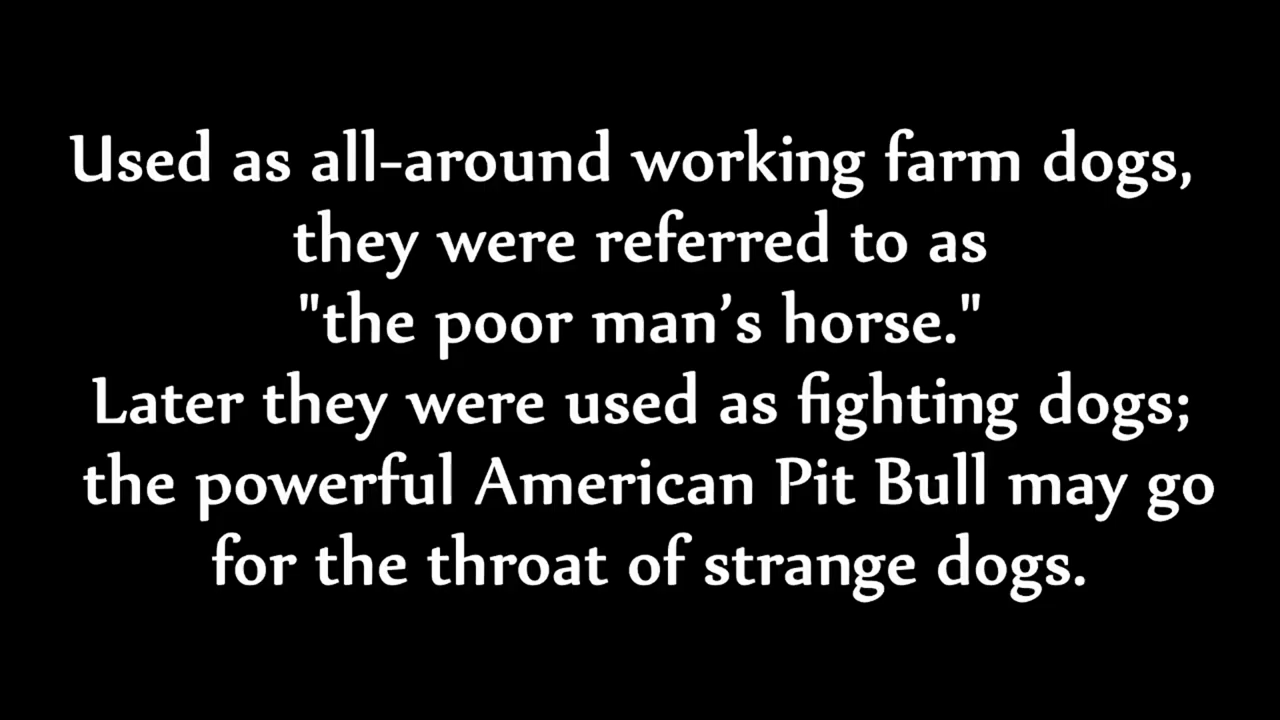 Used as all-around working farm dogs,
they were referred to as
"the poor man’s horse."
Later they were used as fighting dogs;
the powerful American Pit Bull may go
for the throat of strange dogs.